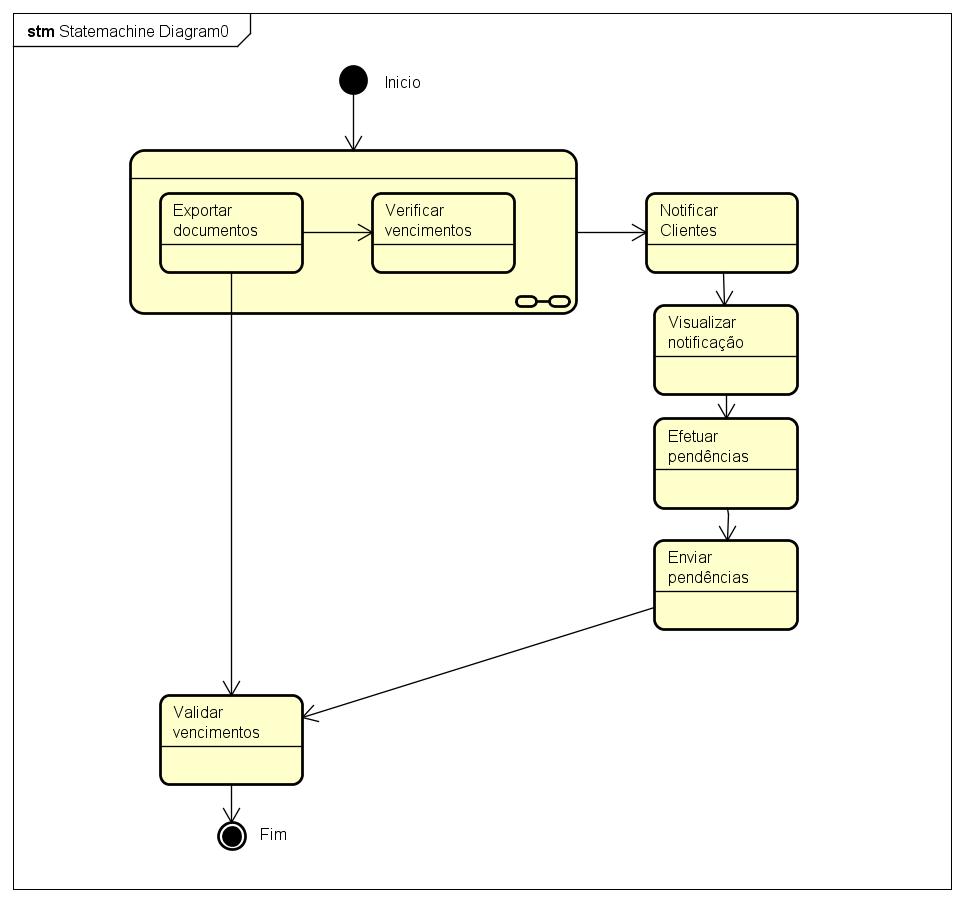 stm Statemachine Diagram0
Inicio
Exportar
documentos
Verificar
vencimentos
Notificar
Clientes
Visualizar
notificação
Efetuar
pendências
Enviar
pendências
Validar
vencimentos
Fim